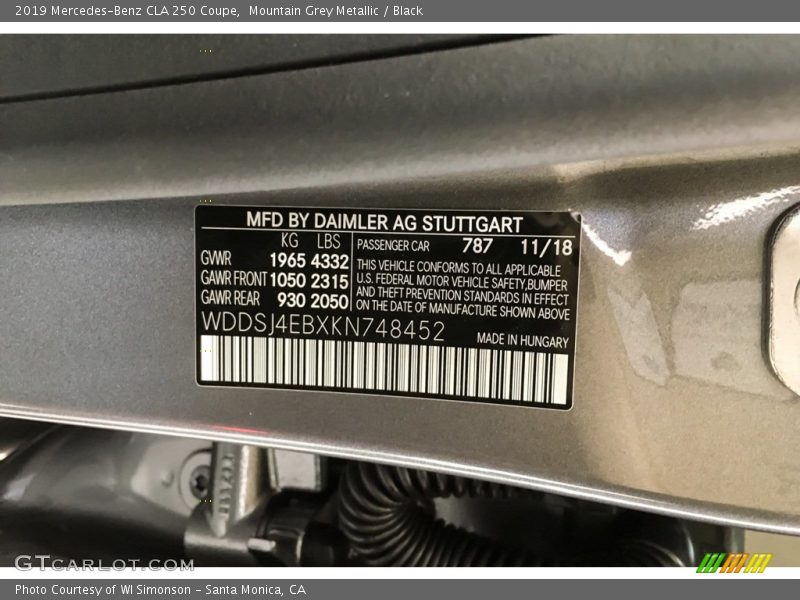 2019 Mercedes-Benz CLA 250 Coupe, Mountain Grey Metallic / Black
MFD BY DAIMLER AG STUTTGART
KG LBS
GWR 1965 4332
GAWR FRONT 1050 2315
GAWR REAR 930 2050
PASSENGER CAR 787 11/18
THIS VEHICLE CONFORMS TO ALL APPLICABLE
U.S. FEDERAL MOTOR VEHICLE SAFETY,BUMPER
AND THEFT PREVENTION STANDARDS IN EFFECT
ON THE DATE OF MANUFACTURE SHOWN ABOVE
WDDSJ4EBXKN748452
MADE IN HUNGARY
GTCARLOT.COM
Photo Courtesy of WI Simonson - Santa Monica, CA